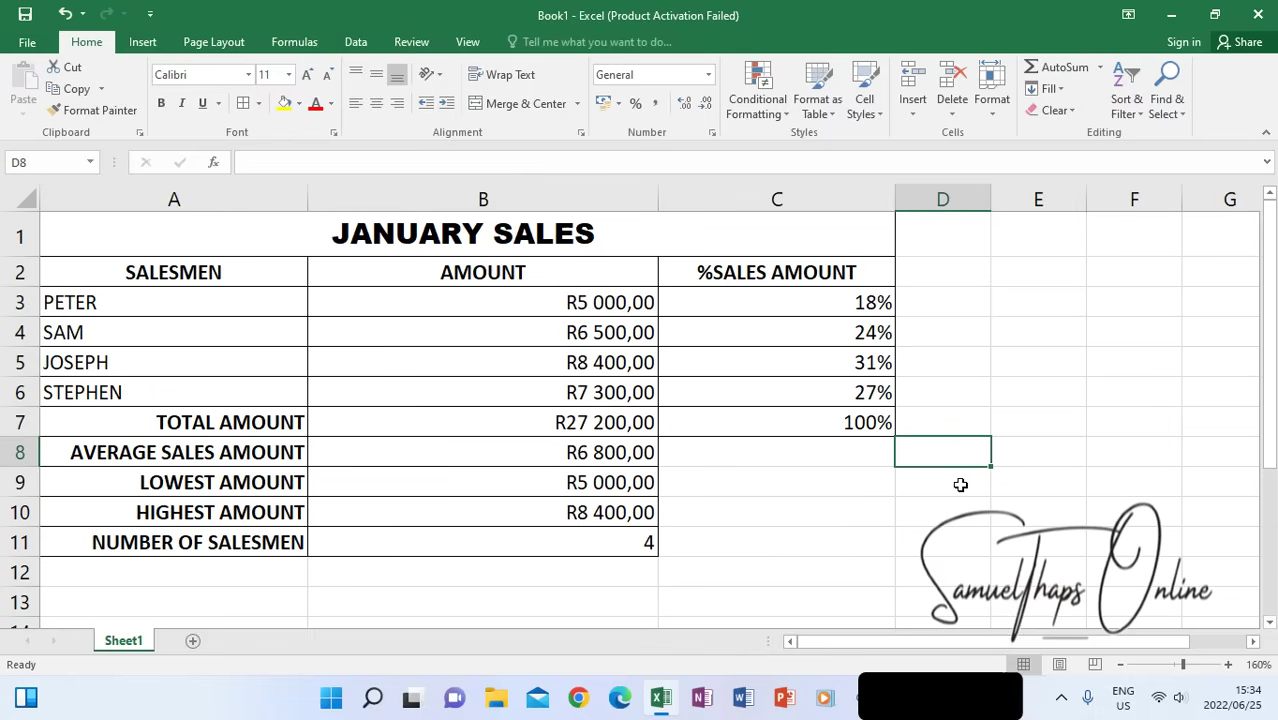 Book1 - Excel (Product Activation Failed)
File Home Insert Page Layout Formulas Data Review View Tell me what you want to do... Sign in Share
Paste Cut Copy Format Painter Clipboard
Calibri 11 B I U A Font
Wrap Text Merge & Center Alignment
General % Number
Conditional Formatting Format as Table Cell Styles Styles
Insert Delete Format Cells
AutoSum Fill Clear Sort & Filter Find & Select Editing
D8 fx
A B C D E F G
1 JANUARY SALES
2 SALESMEN AMOUNT %SALES AMOUNT
3 PETER R5 000,00 18%
4 SAM R6 500,00 24%
5 JOSEPH R8 400,00 31%
6 STEPHEN R7 300,00 27%
7 TOTAL AMOUNT R27 200,00 100%
8 AVERAGE SALES AMOUNT R6 800,00
9 LOWEST AMOUNT R5 000,00
10 HIGHEST AMOUNT R8 400,00
11 NUMBER OF SALESMEN 4
12
13
SamuelThaps Online
Sheet1
Ready 160%
ENG US 15:34 2022/06/25